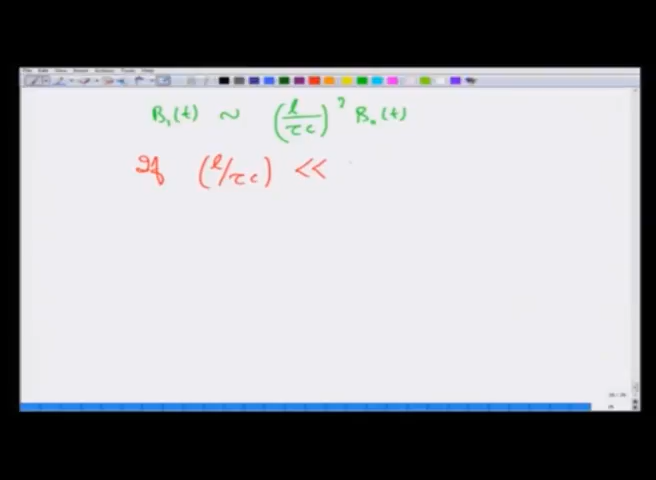 B₁(t) ~ (l/τc)² B₀(t)
If (l/τc) <<